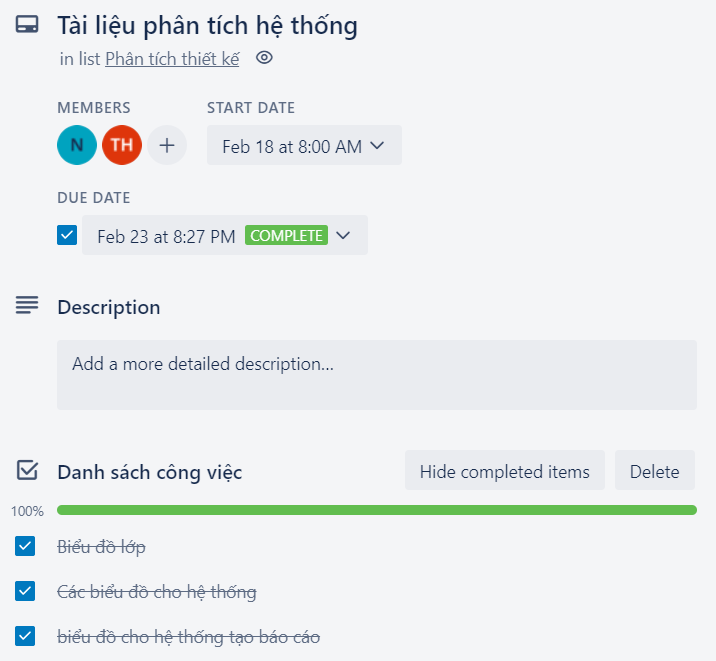 Tài liệu phân tích hệ thống
in list Phân tích thiết kế
MEMBERS
START DATE
N TH +
Feb 18 at 8:00 AM
DUE DATE
Feb 23 at 8:27 PM COMPLETE
Description
Add a more detailed description...
Danh sách công việc
Hide completed items
Delete
100%
Biểu đồ lớp
Các biểu đồ cho hệ thống
biểu đồ cho hệ thống tạo báo cáo